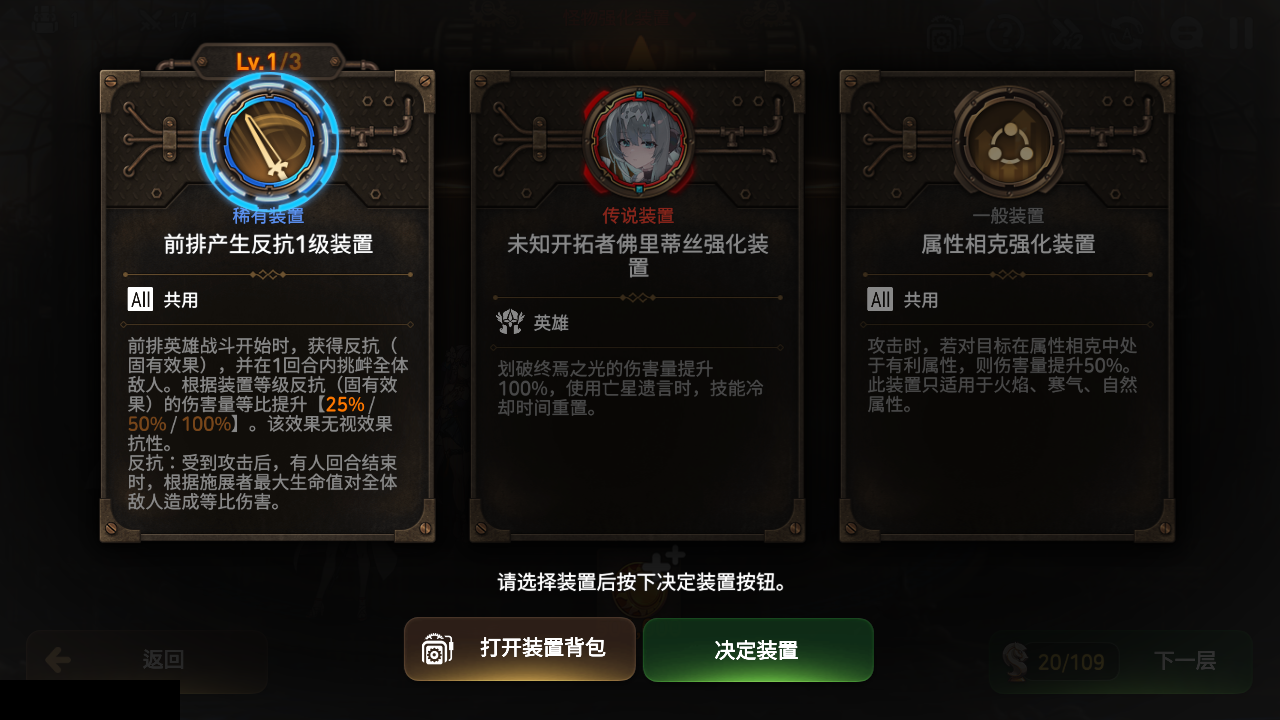 Lv.1/3
稀有装置
前排产生反抗1级装置
All 共用
前排英雄战斗开始时，获得反抗（
固有效果），并在1回合内挑衅全体
敌人。根据装置等级反抗（固有效
果）的伤害量等比提升【25% /
50% / 100%】。该效果无视效果
抗性。
反抗：受到攻击后，有人回合结束
时，根据施展者最大生命值对全体
敌人造成等比伤害。
传说装置
未知开拓者佛里蒂丝强化装
置
英雄
划破终焉之光的伤害量提升
100%，使用亡星遗言时，技能冷
却时间重置。
一般装置
属性相克强化装置
All 共用
攻击时，若对目标在属性相克中处
于有利属性，则伤害量提升50%。
此装置只适用于火焰、寒气、自然
属性。
请选择装置后按下决定装置按钮。
打开装置背包
决定装置
返回
20/109
下一层